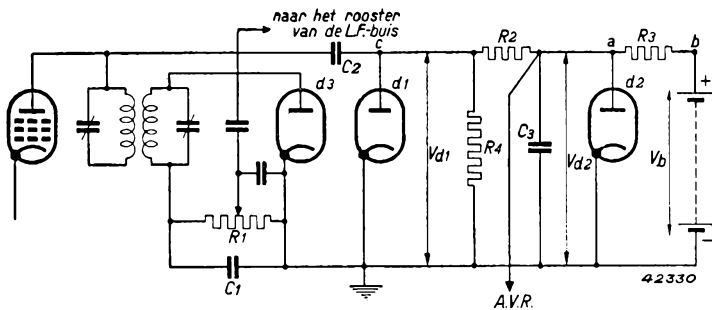 naar het rooster
van de L.F.-buis
C2
c
R2
a
R3
b
d3
d1
d2
+
C3
Vd1
R4
Vd2
Vb
R1
−
C1
42330
A.V.R.